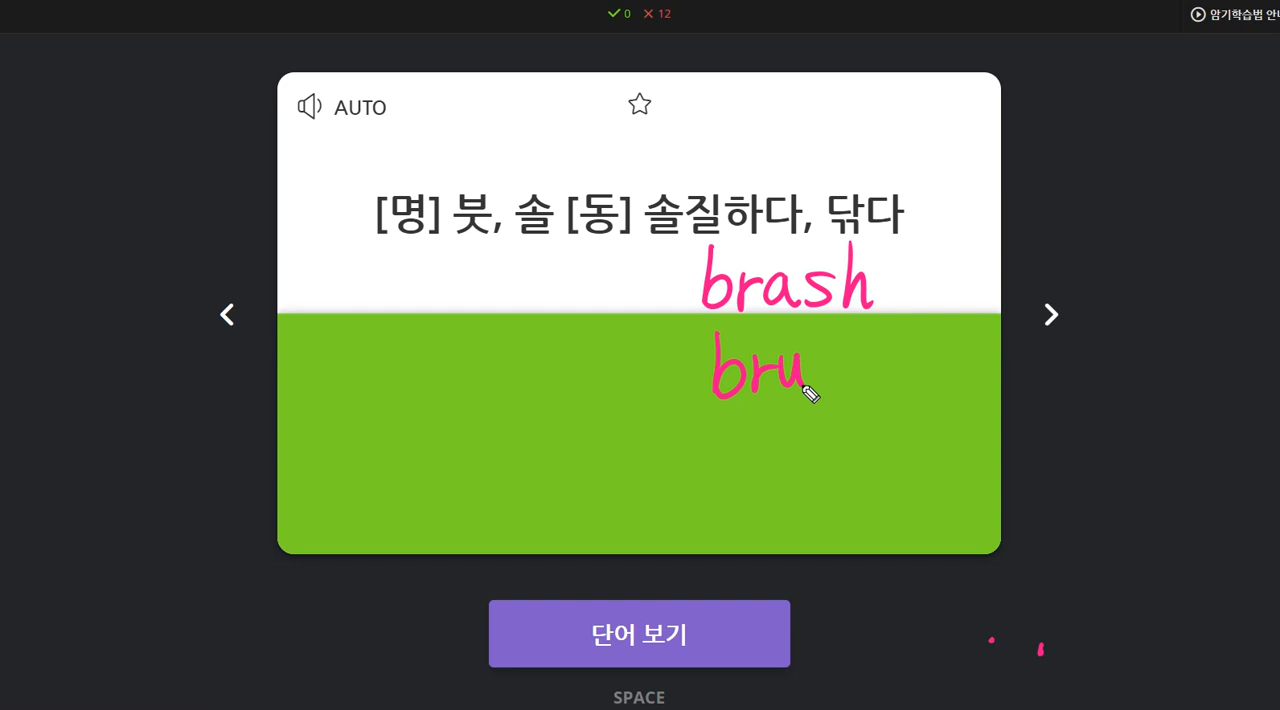 0 12
암기학습법 안
AUTO
[명] 붓, 솔 [동] 솔질하다, 닦다
brash
bru
단어 보기
SPACE